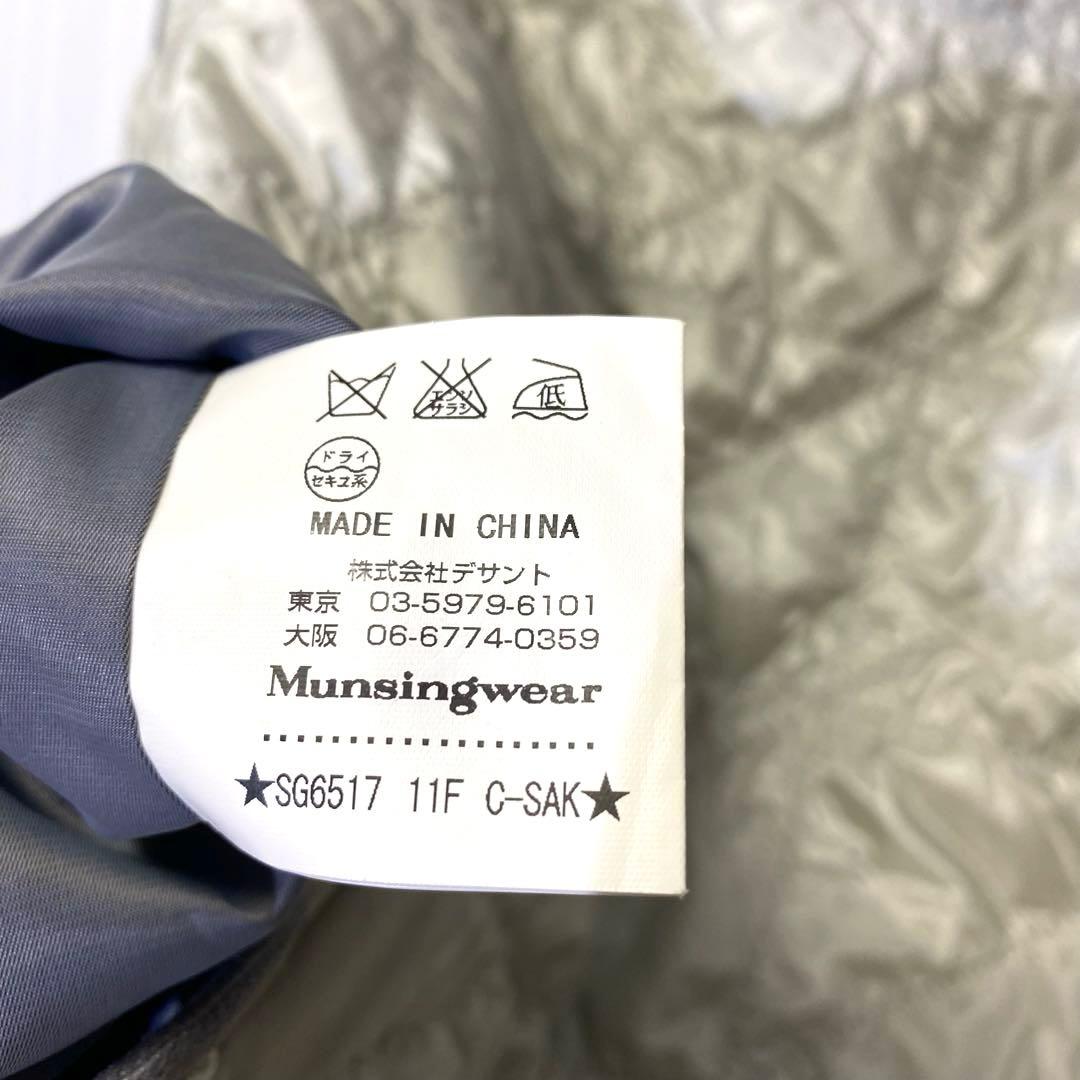 エンソ
サラシ
低
ドライ
セキユ系
MADE IN CHINA
株式会社デサント
東京 03-5979-6101
大阪 06-6774-0359
Munsingwear
★SG6517 11F C-SAK★